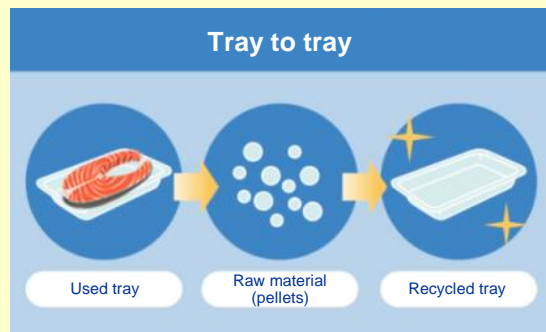 Tray to tray
Used tray
Raw material
(pellets)
Recycled tray